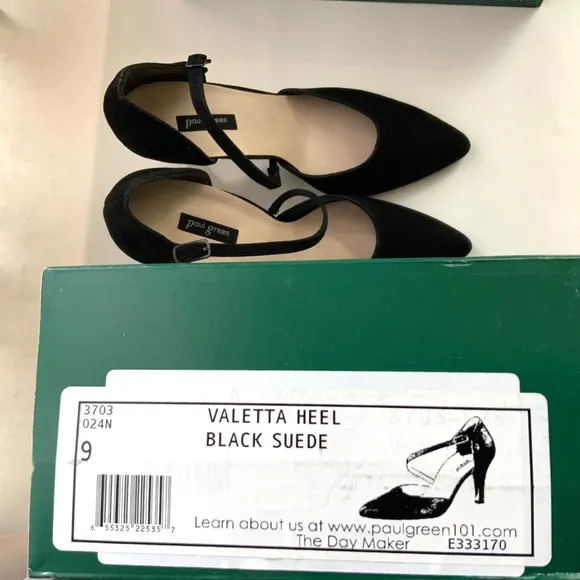 paul green
paul green
3703
024N
9
VALETTA HEEL
BLACK SUEDE
6 55325 22535 7
Learn about us at www.paulgreen101.com
The Day Maker
E333170